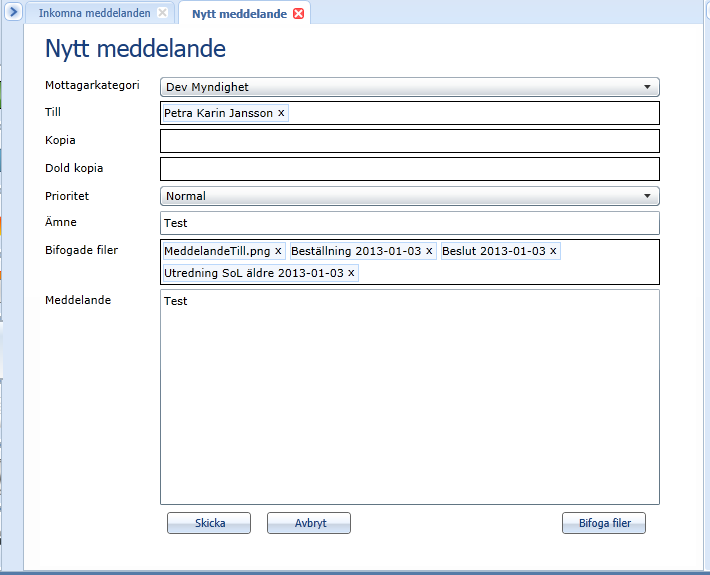 Inkomna meddelanden Nytt meddelande
Nytt meddelande
Mottagarkategori Dev Myndighet
Till Petra Karin Jansson x
Kopia
Dold kopia
Prioritet Normal
Ämne Test
Bifogade filer MeddelandeTill.png x Beställning 2013-01-03 x Beslut 2013-01-03 x
Utredning SoL äldre 2013-01-03 x
Meddelande Test
Skicka Avbryt Bifoga filer